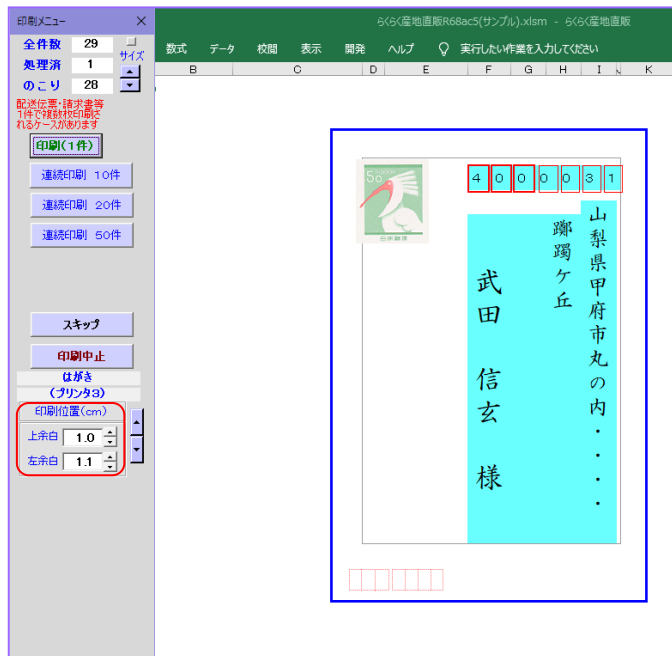 印刷メニュー ×
全件数 29
サイズ
処理済 1
のこり 28
配送伝票・請求書等
1件で複数枚印刷さ
れるケースがあります
印刷(1件)
連続印刷 10件
連続印刷 20件
連続印刷 50件
スキップ
印刷中止
はがき
(プリンタ3)
印刷位置(cm)
上余白 1.0
左余白 1.1
らくらく産地直販R68ac5(サンプル).xlsm - らくらく産地直販
数式 データ 校閲 表示 開発 ヘルプ 実行したい作業を入力してください
B C D E F G H I K
50
日本郵便
4 0 0 0 0 3 1
山梨県甲府市丸の内・・・・
躑躅ケ丘
武田 信玄 様